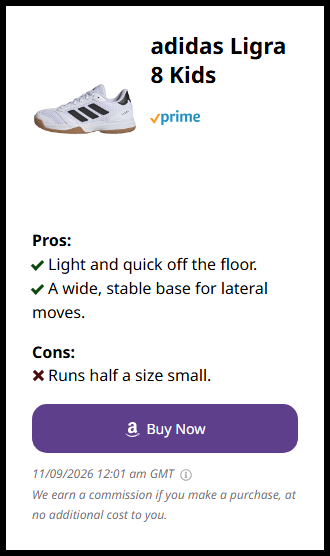 adidas Ligra
8 Kids
prime
Pros:
Light and quick off the floor.
A wide, stable base for lateral
moves.
Cons:
Runs half a size small.
Buy Now
11/09/2026 12:01 am GMT
We earn a commission if you make a purchase, at
no additional cost to you.